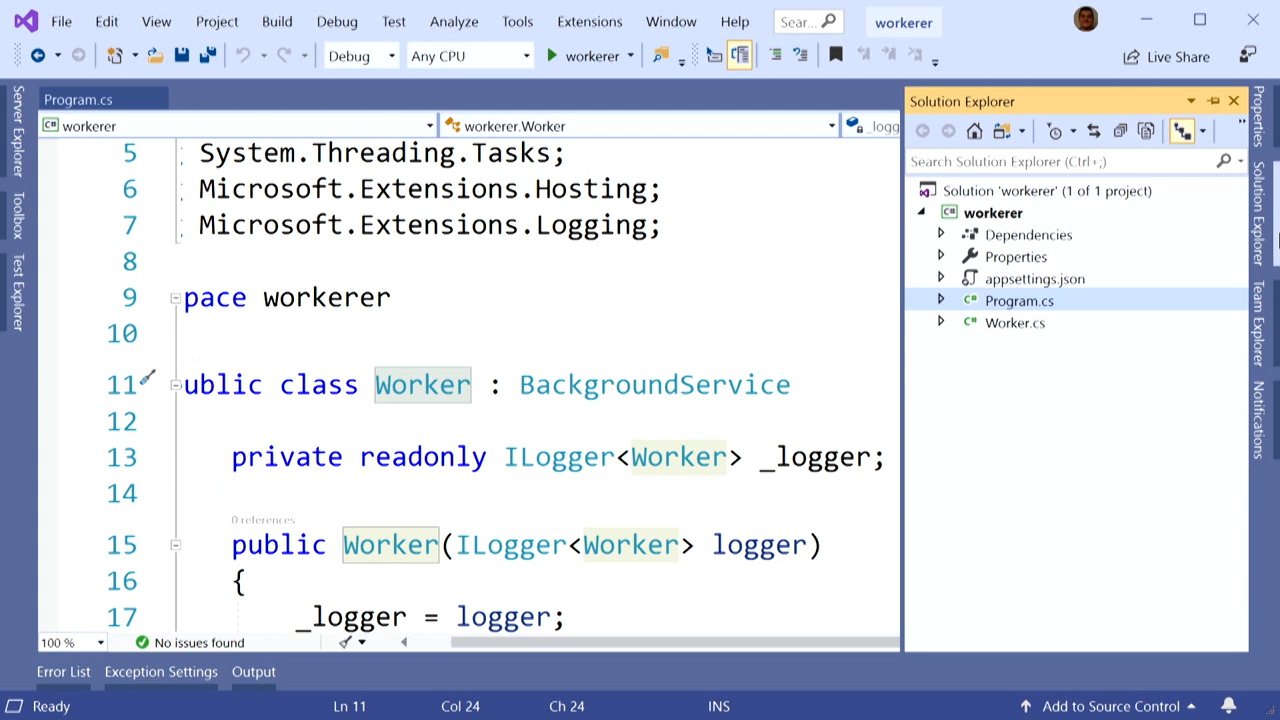 File Edit View Project Build Debug Test Analyze Tools Extensions Window Help Sear... workerer
Debug Any CPU workerer Live Share
Server Explorer
Toolbox
Test Explorer
Program.cs
workerer workerer.Worker _logg
5 ; System.Threading.Tasks;
6 ; Microsoft.Extensions.Hosting;
7 ; Microsoft.Extensions.Logging;
8
9 pace workerer
10
11 ublic class Worker : BackgroundService
12
13 private readonly ILogger<Worker> _logger;
14
0 references
15 public Worker(ILogger<Worker> logger)
16 {
17 _logger = logger;
100 % No issues found
Solution Explorer
Search Solution Explorer (Ctrl+;)
Solution 'workerer' (1 of 1 project)
C# workerer
Dependencies
Properties
appsettings.json
C# Program.cs
C# Worker.cs
Properties
Solution Explorer
Team Explorer
Notifications
Error List Exception Settings Output
Ready Ln 11 Col 24 Ch 24 INS Add to Source Control